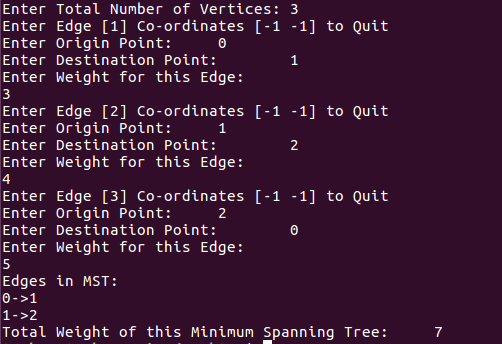 Enter Total Number of Vertices: 3
Enter Edge [1] Co-ordinates [-1 -1] to Quit
Enter Origin Point: 0
Enter Destination Point: 1
Enter Weight for this Edge:
3
Enter Edge [2] Co-ordinates [-1 -1] to Quit
Enter Origin Point: 1
Enter Destination Point: 2
Enter Weight for this Edge:
4
Enter Edge [3] Co-ordinates [-1 -1] to Quit
Enter Origin Point: 2
Enter Destination Point: 0
Enter Weight for this Edge:
5
Edges in MST:
0->1
1->2
Total Weight of this Minimum Spanning Tree: 7